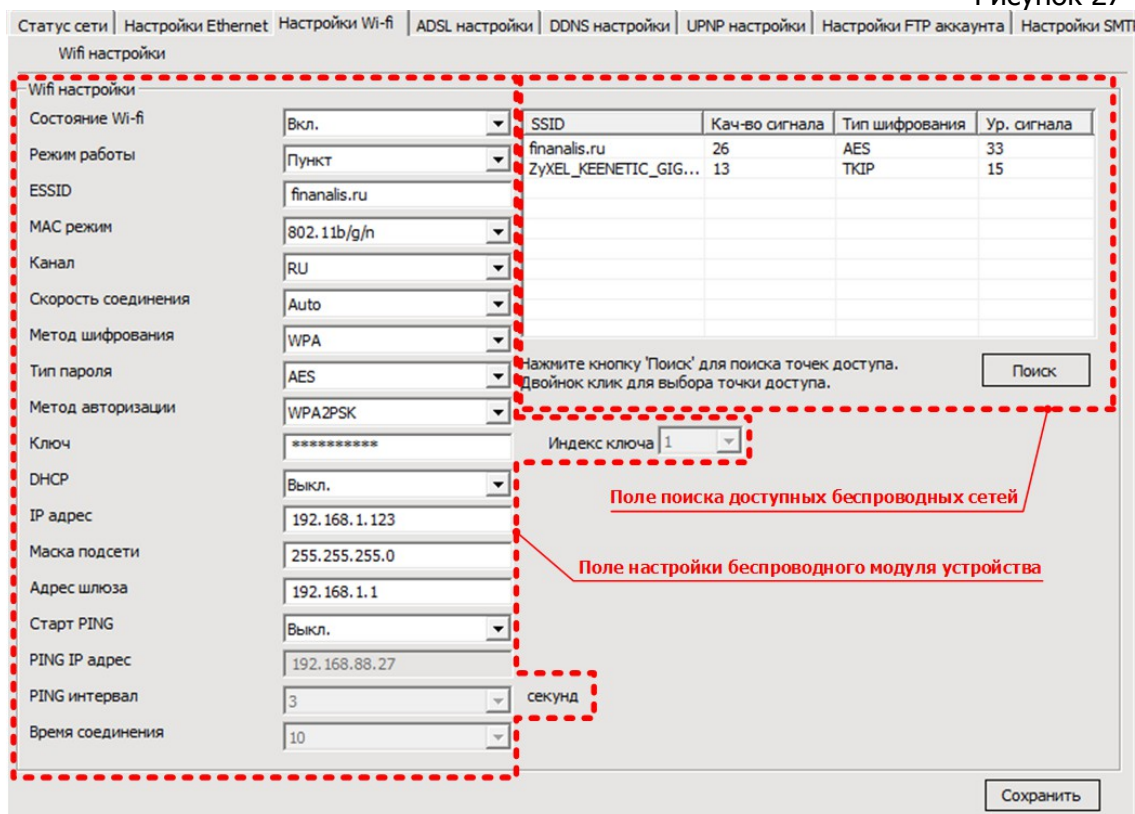 Рисунок 27
Статус сети Настройки Ethernet Настройки Wi-fi ADSL настройки DDNS настройки UPNP настройки Настройки FTP аккаунта Настройки SMT
Wifi настройки
Wifi настройки
Состояние Wi-fi Вкл.
Режим работы Пункт
ESSID finanalis.ru
MAC режим 802.11b/g/n
Канал RU
Скорость соединения Auto
Метод шифрования WPA
Тип пароля AES
Метод авторизации WPA2PSK
Ключ **********
DHCP Выкл.
IP адрес 192.168.1.123
Маска подсети 255.255.255.0
Адрес шлюза 192.168.1.1
Старт PING Выкл.
PING IP адрес 192.168.88.27
PING интервал 3 секунд
Время соединения 10
SSID Кач-во сигнала Тип шифрования Ур. сигнала
finanalis.ru 26 AES 33
ZyXEL_KEENETIC_GIG... 13 TKIP 15
Нажмите кнопку 'Поиск' для поиска точек доступа.
Двойнок клик для выбора точки доступа.
Поиск
Индекс ключа 1
Поле поиска доступных беспроводных сетей
Поле настройки беспроводного модуля устройства
Сохранить